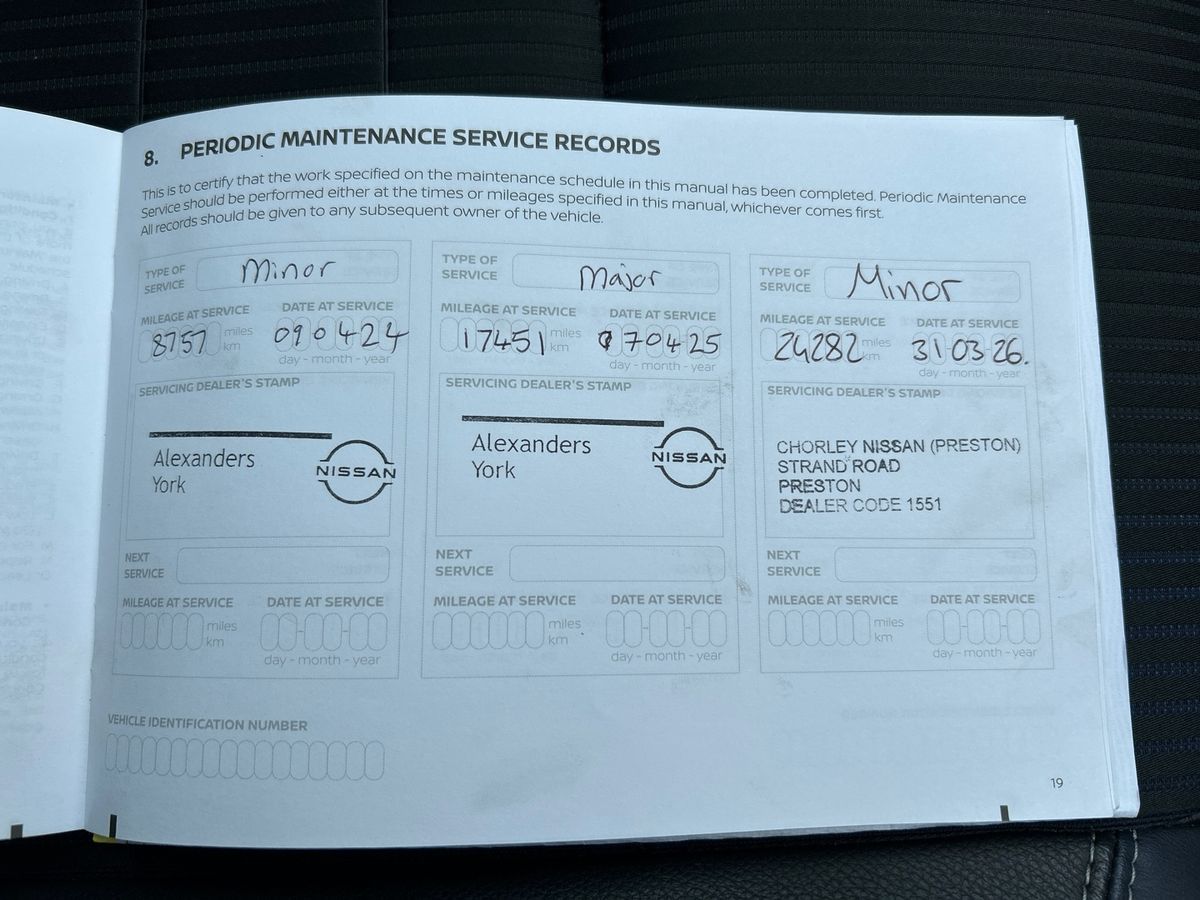 8. PERIODIC MAINTENANCE SERVICE RECORDS
This is to certify that the work specified on the maintenance schedule in this manual has been completed. Periodic Maintenance
Service should be performed either at the times or mileages specified in this manual, whichever comes first.
All records should be given to any subsequent owner of the vehicle.
TYPE OF
SERVICE
Minor
MILEAGE AT SERVICE
DATE AT SERVICE
8757
miles
km
090424
day - month - year
SERVICING DEALER'S STAMP
Alexanders
York
NISSAN
NEXT
SERVICE
MILEAGE AT SERVICE
DATE AT SERVICE
miles
km
day - month - year
TYPE OF
SERVICE
Major
MILEAGE AT SERVICE
DATE AT SERVICE
17451
miles
km
070425
day - month - year
SERVICING DEALER'S STAMP
Alexanders
York
NISSAN
NEXT
SERVICE
MILEAGE AT SERVICE
DATE AT SERVICE
miles
km
day - month - year
TYPE OF
SERVICE
Minor
MILEAGE AT SERVICE
DATE AT SERVICE
24282
miles
km
31-03-26.
day - month - year
SERVICING DEALER'S STAMP
CHORLEY NISSAN (PRESTON)
STRAND ROAD
PRESTON
DEALER CODE 1551
NEXT
SERVICE
MILEAGE AT SERVICE
DATE AT SERVICE
miles
km
day - month - year
VEHICLE IDENTIFICATION NUMBER
19